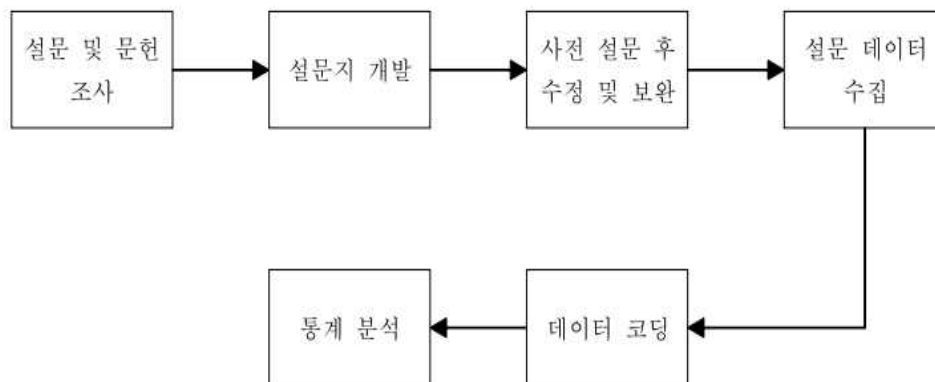 설문 및 문헌
조사
설문지 개발
사전 설문 후
수정 및 보완
설문 데이터
수집
데이터 코딩
통계 분석